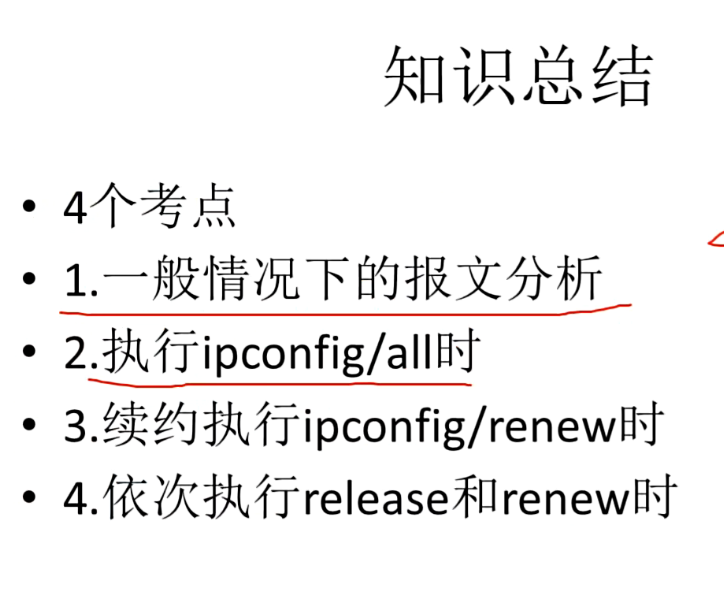 知识总结
• 4个考点
• 1.一般情况下的报文分析
• 2.执行ipconfig/all时
• 3.续约执行ipconfig/renew时
• 4.依次执行release和renew时